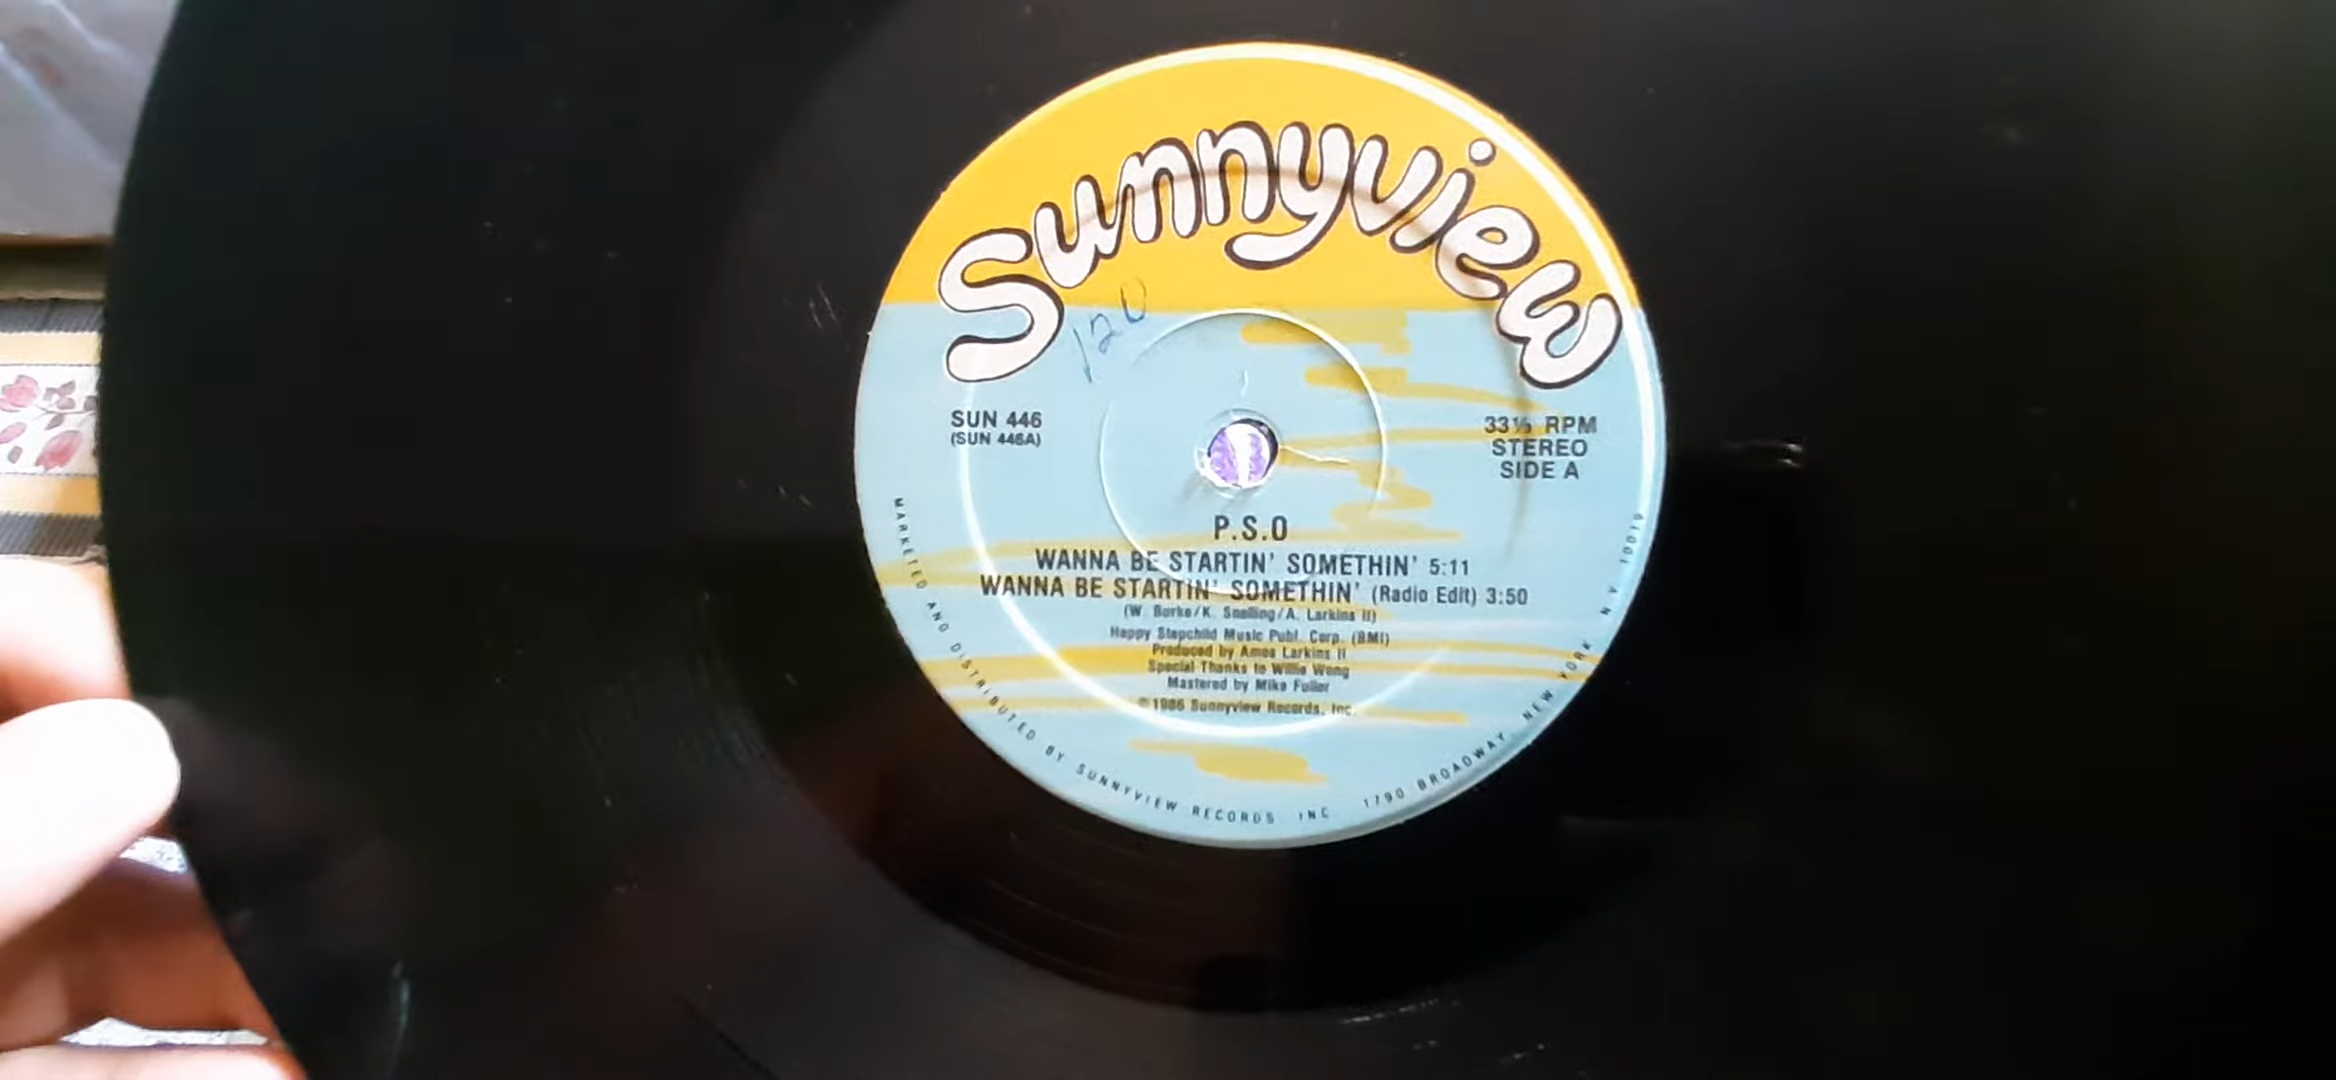 Sunnyview
120
SUN 446
(SUN 446A)
33⅓ RPM
STEREO
SIDE A
P.S.O
WANNA BE STARTIN' SOMETHIN' 5:11
WANNA BE STARTIN' SOMETHIN' (Radio Edit) 3:50
(W. Borke/K. Snelling/A. Larkins II)
Happy Stepchild Music Publ. Corp. (BMI)
Produced by Amos Larkins II
Special Thanks to Willie Wong
Mastered by Mike Fuller
℗1986 Sunnyview Records, Inc.
MARKETED AND DISTRIBUTED BY SUNNYVIEW RECORDS INC 1790 BROADWAY, NEW YORK N.Y. 10019